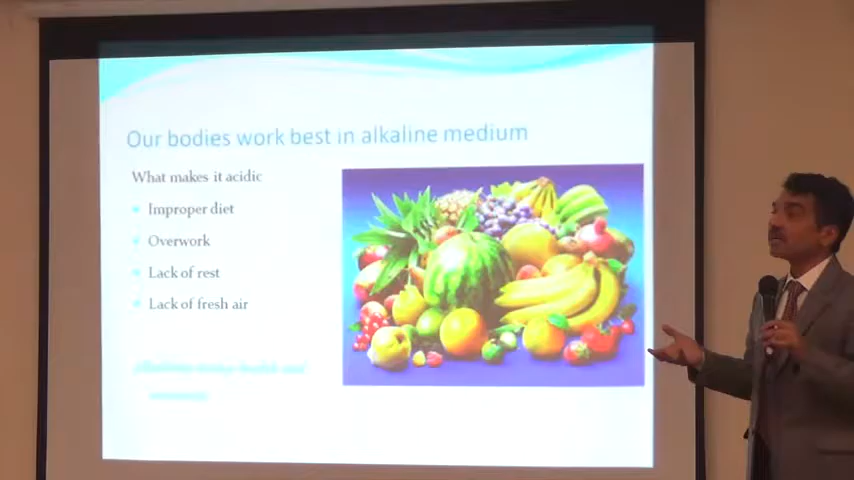 Our bodies work best in alkaline medium
What makes it acidic
Improper diet
Overwork
Lack of rest
Lack of fresh air